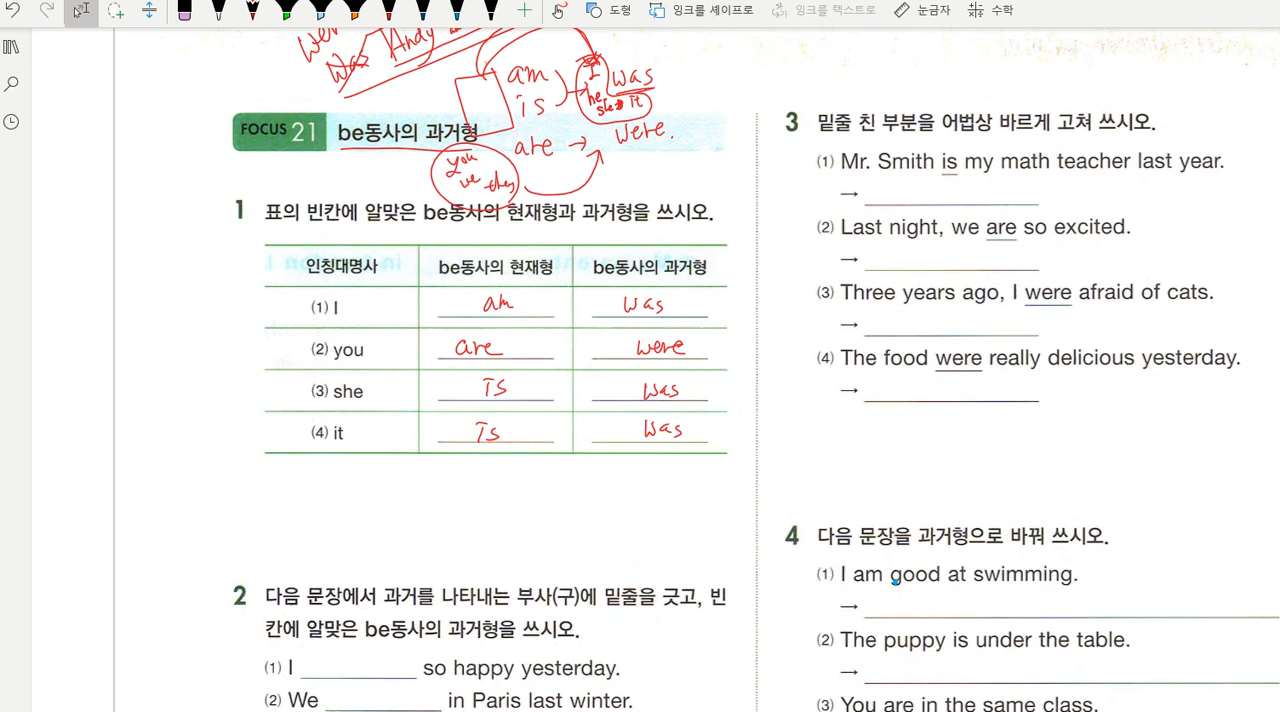 도형
잉크를 셰이프로
잉크를 텍스트로
눈금자
수학
Was Andy
am
is
I was
he she it
are → were.
you we they
FOCUS 21 be동사의 과거형
1 표의 빈칸에 알맞은 be동사의 현재형과 과거형을 쓰시오.
인칭대명사 be동사의 현재형 be동사의 과거형
(1) I am was
(2) you are were
(3) she is was
(4) it is was
2 다음 문장에서 과거를 나타내는 부사(구)에 밑줄을 긋고, 빈
칸에 알맞은 be동사의 과거형을 쓰시오.
(1) I ________ so happy yesterday.
(2) We ________ in Paris last winter.
3 밑줄 친 부분을 어법상 바르게 고쳐 쓰시오.
(1) Mr. Smith is my math teacher last year.
→
(2) Last night, we are so excited.
→
(3) Three years ago, I were afraid of cats.
→
(4) The food were really delicious yesterday.
→
4 다음 문장을 과거형으로 바꿔 쓰시오.
(1) I am good at swimming.
→
(2) The puppy is under the table.
→
(3) You are in the same class.